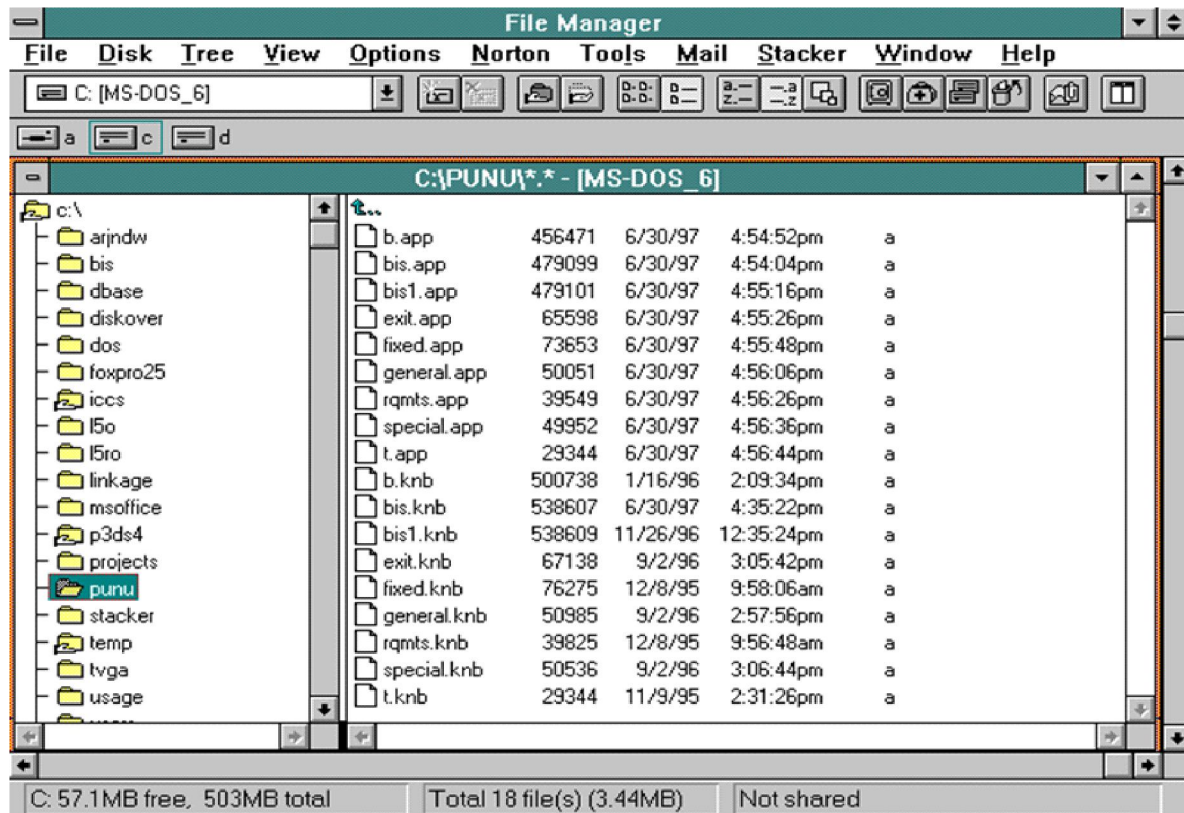 File Manager
File Disk Tree View Options Norton Tools Mail Stacker Window Help
C: [MS-DOS_6]
a c d
C:\PUNU\*.* - [MS-DOS_6]
c:\
arjndw
bis
dbase
diskover
dos
foxpro25
iccs
l5o
l5ro
linkage
msoffice
p3ds4
projects
punu
stacker
temp
tvga
usage
..
b.app 456471 6/30/97 4:54:52pm a
bis.app 479099 6/30/97 4:54:04pm a
bis1.app 479101 6/30/97 4:55:16pm a
exit.app 65598 6/30/97 4:55:26pm a
fixed.app 73653 6/30/97 4:55:48pm a
general.app 50051 6/30/97 4:56:06pm a
rqmts.app 39549 6/30/97 4:56:26pm a
special.app 49952 6/30/97 4:56:36pm a
t.app 29344 6/30/97 4:56:44pm a
b.knb 500738 1/16/96 2:09:34pm a
bis.knb 538607 6/30/97 4:35:22pm a
bis1.knb 538609 11/26/96 12:35:24pm a
exit.knb 67138 9/2/96 3:05:42pm a
fixed.knb 76275 12/8/95 9:58:06am a
general.knb 50985 9/2/96 2:57:56pm a
rqmts.knb 39825 12/8/95 9:56:48am a
special.knb 50536 9/2/96 3:06:44pm a
t.knb 29344 11/9/95 2:31:26pm a
C: 57.1MB free, 503MB total Total 18 file(s) (3.44MB) Not shared